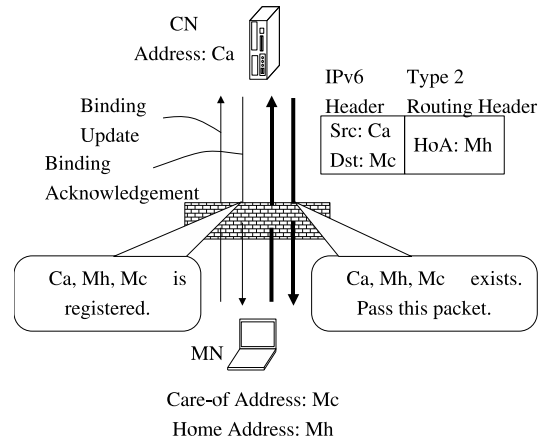 CN
Address: Ca
IPv6 Header
Type 2 Routing Header
Src: Ca
Dst: Mc
HoA: Mh
Binding
Update
Binding
Acknowledgement
Ca, Mh, Mc is
registered.
Ca, Mh, Mc exists.
Pass this packet.
MN
Care-of Address: Mc
Home Address: Mh